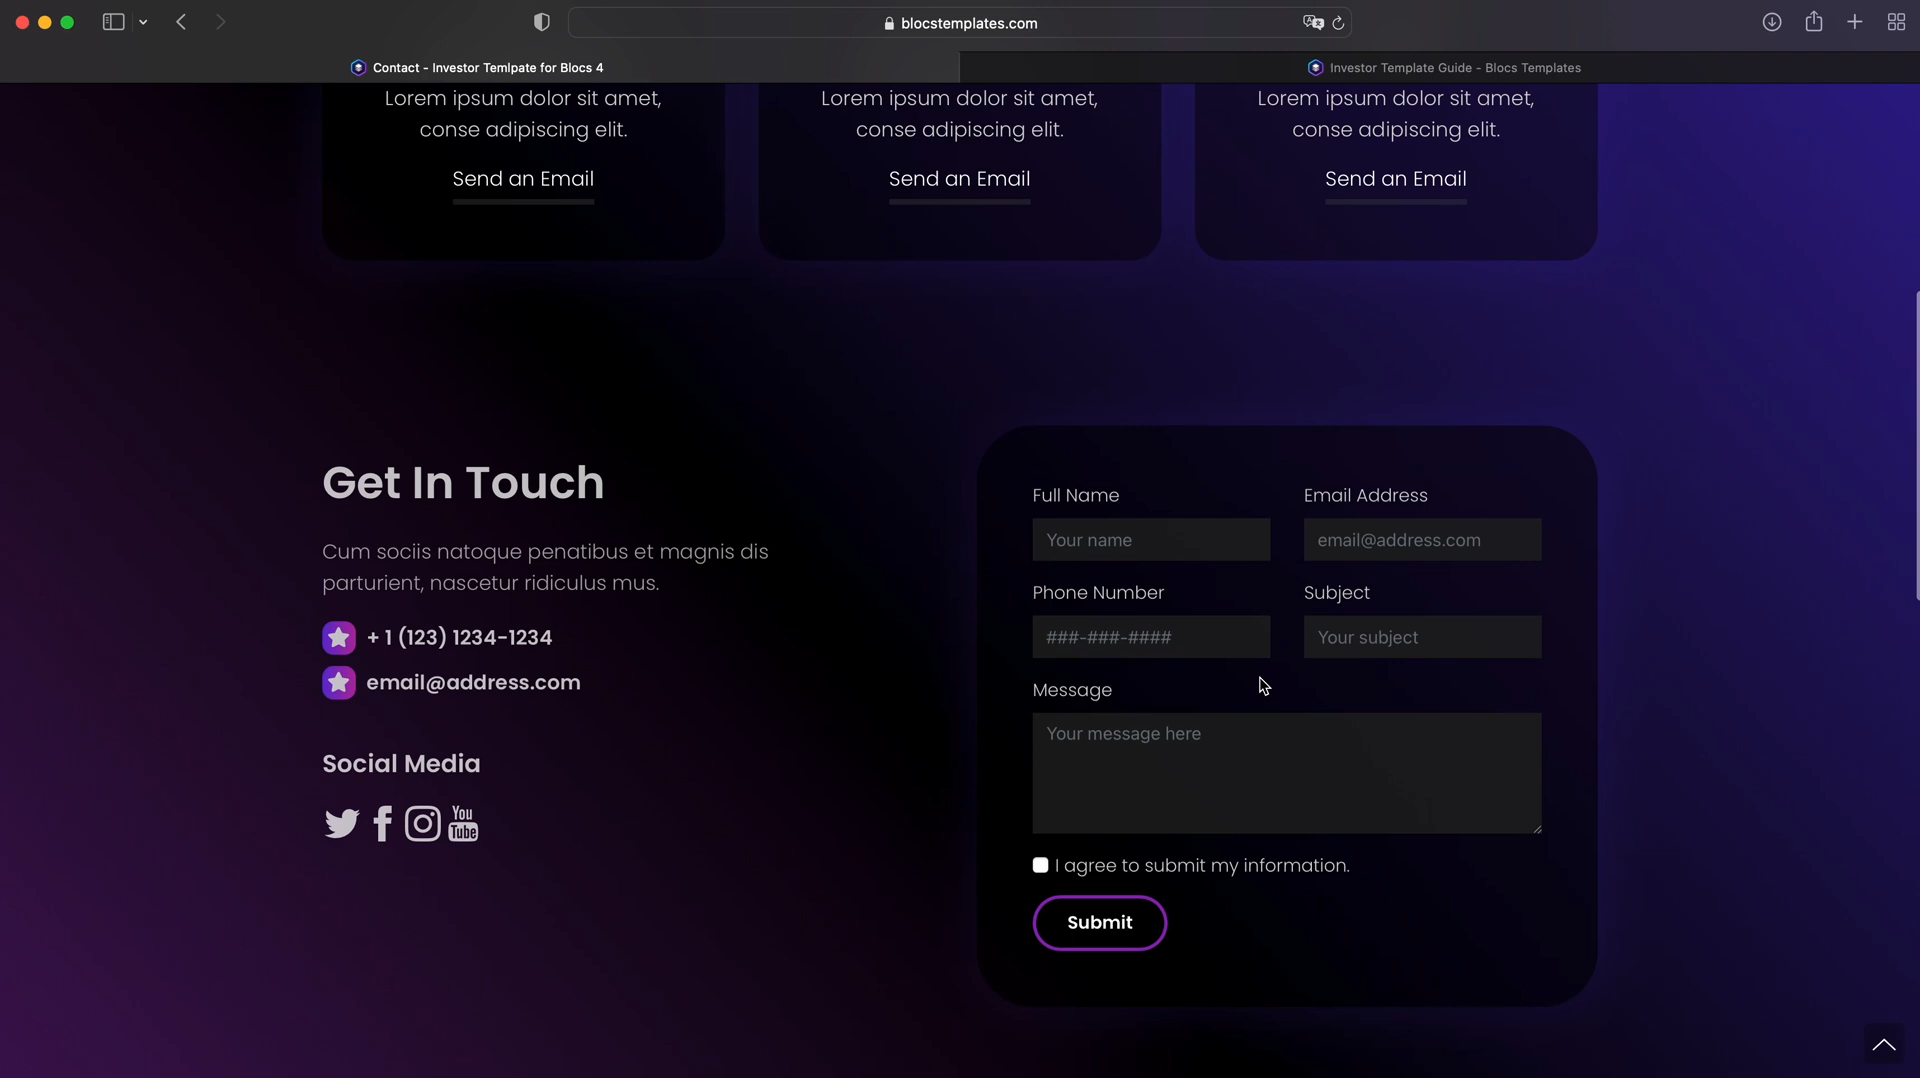 blocstemplates.com
Contact - Investor Temlpate for Blocs 4
Investor Template Guide - Blocs Templates
Lorem ipsum dolor sit amet,
conse adipiscing elit.
Send an Email
Lorem ipsum dolor sit amet,
conse adipiscing elit.
Send an Email
Lorem ipsum dolor sit amet,
conse adipiscing elit.
Send an Email
Get In Touch
Cum sociis natoque penatibus et magnis dis
parturient, nascetur ridiculus mus.
+ 1 (123) 1234-1234
email@address.com
Social Media
You
Tube
Full Name
Your name
Email Address
email@address.com
Phone Number
###-###-####
Subject
Your subject
Message
Your message here
I agree to submit my information.
Submit